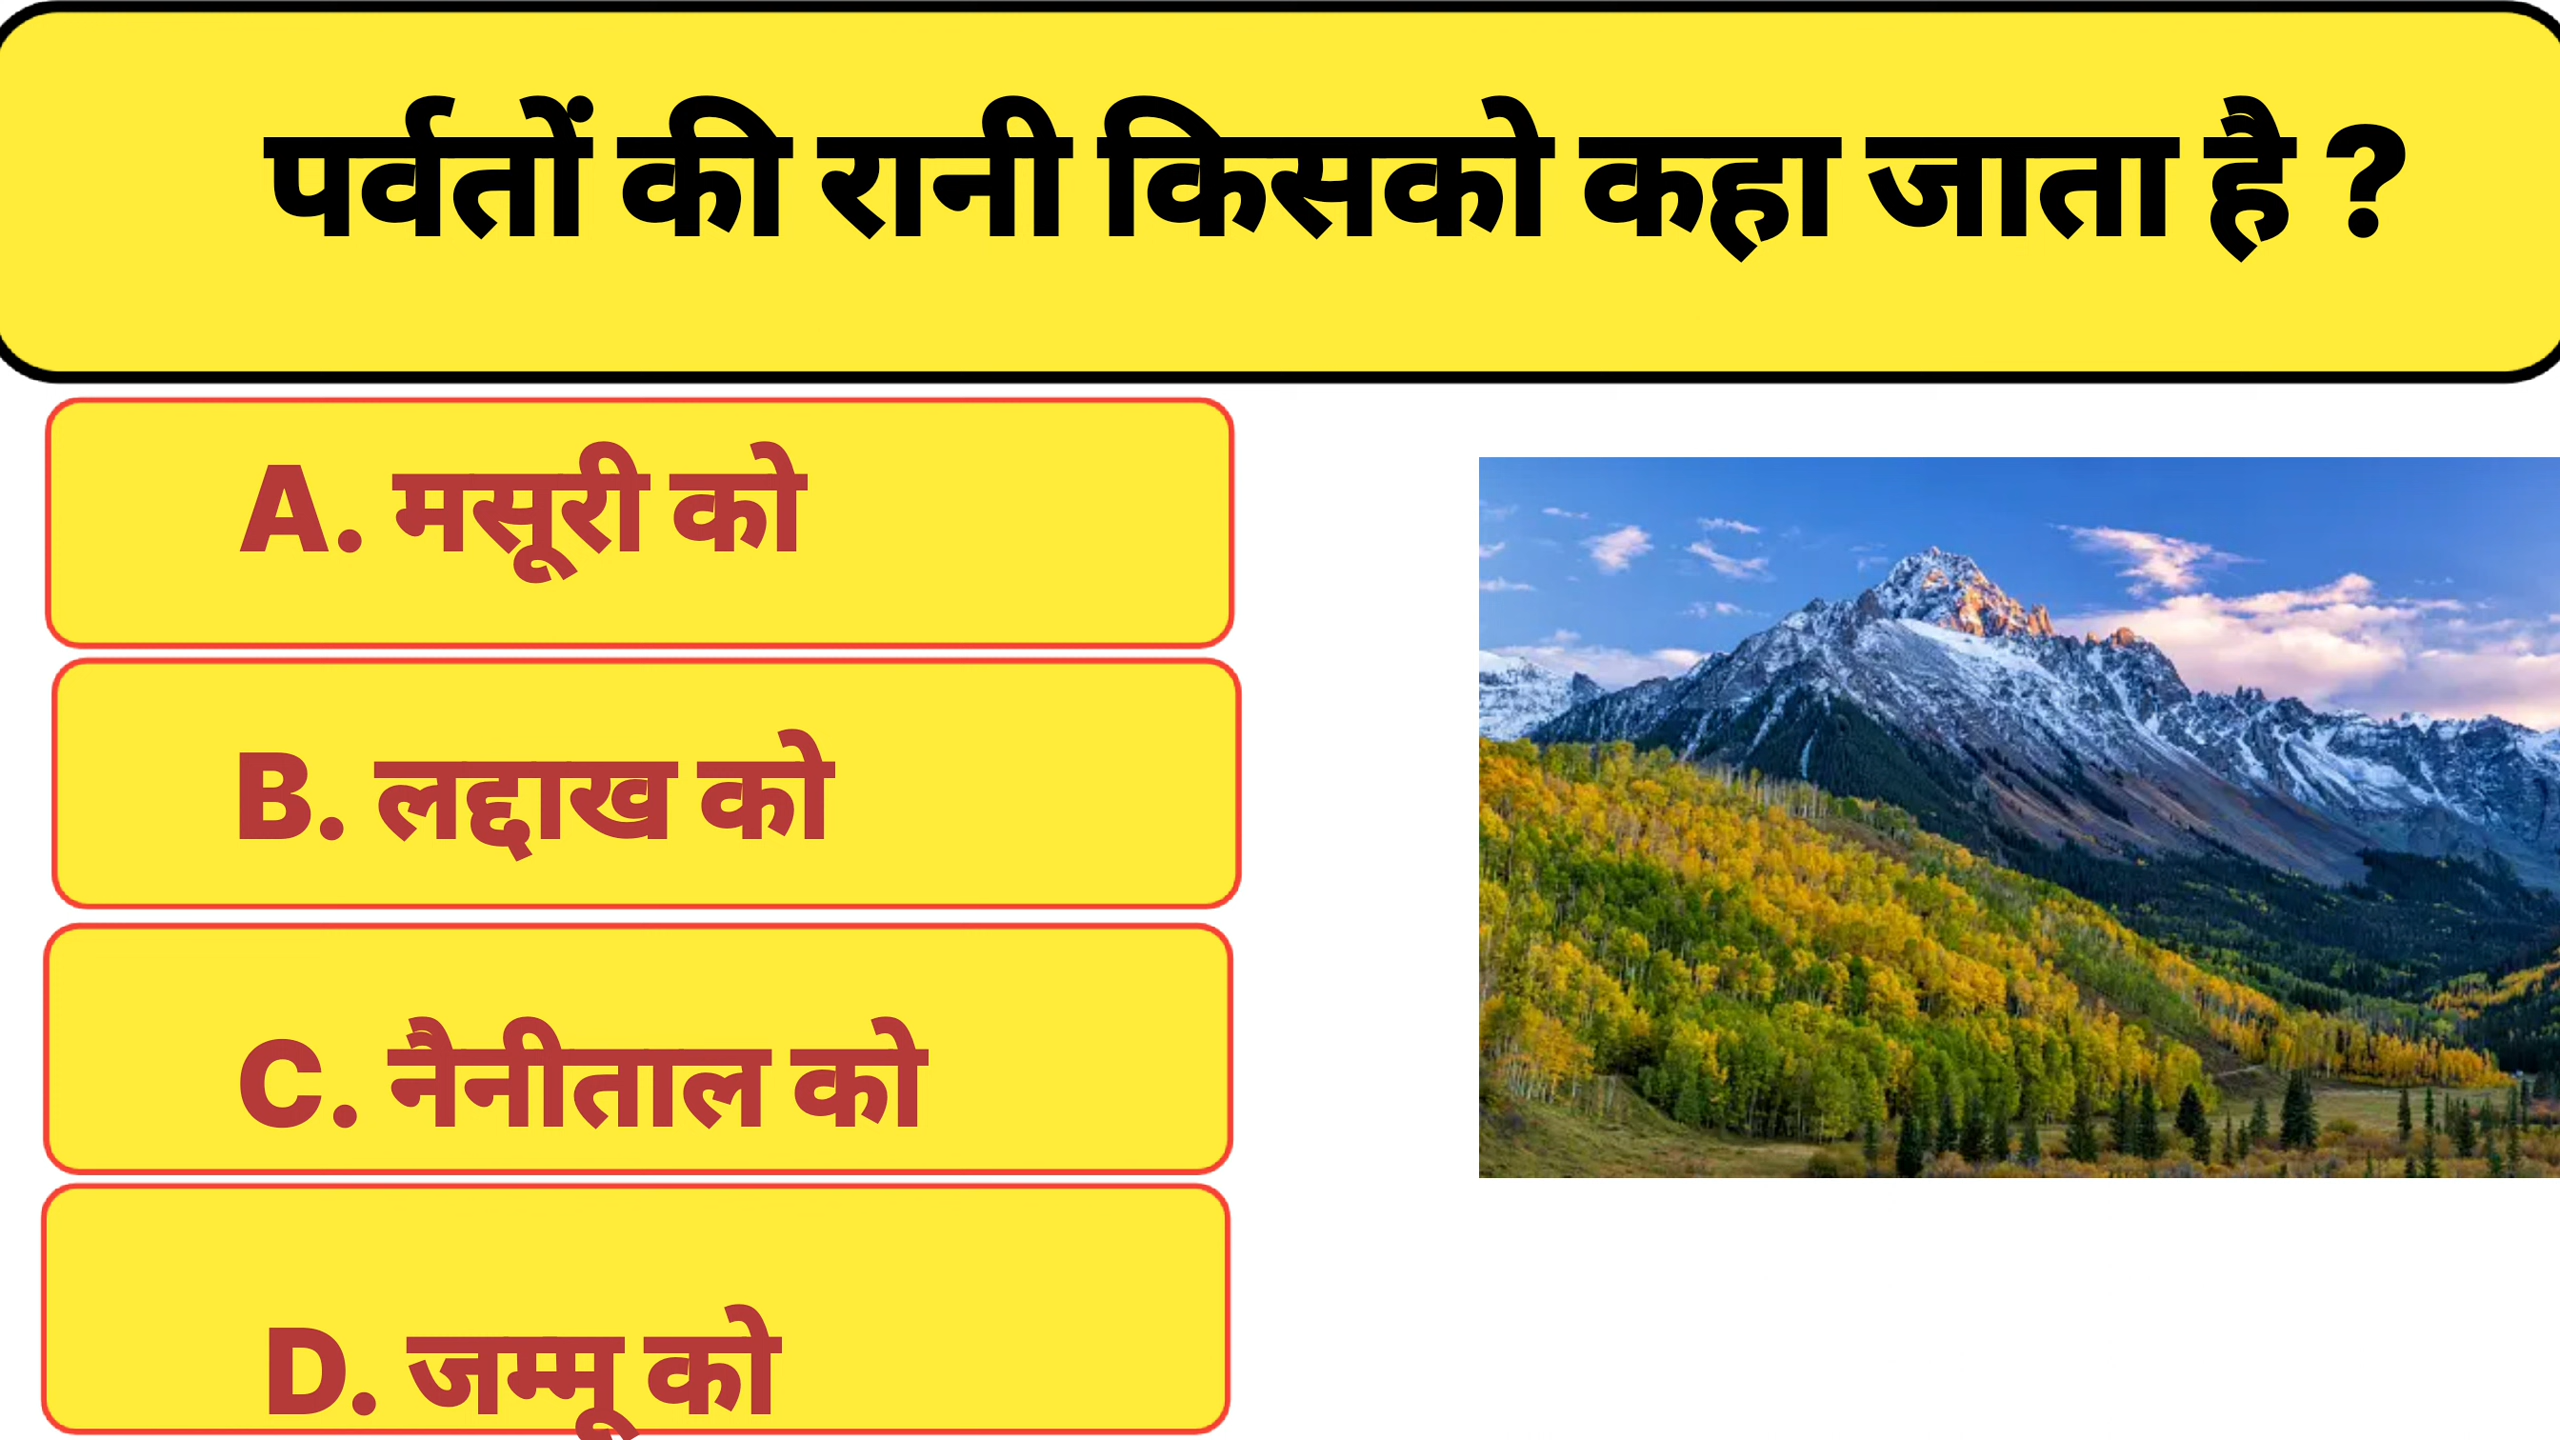 पर्वतों की रानी किसको कहा जाता है ?
A. मसूरी को
B. लद्दाख को
C. नैनीताल को
D. जम्मू को